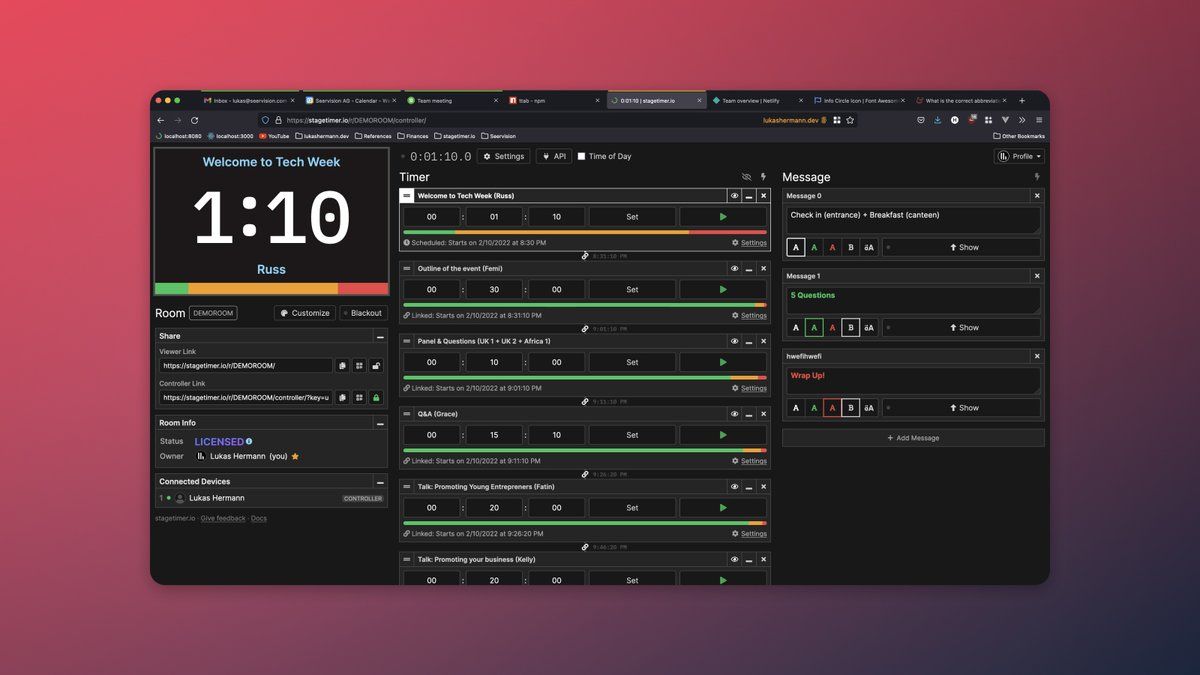 Inbox - lukas@seervision.com
Seervision AG - Calendar - We
Team meeting
ttab - npm
0:01:10 | stagetimer.io
Team overview | Netlify
Info Circle Icon | Font Awesom
What is the correct abbreviati
https://stagetimer.io/r/DEMOROOM/controller/
lukashermann.dev
localhost:8080
localhost:3000
YouTube
lukashermann.dev
References
Finances
stagetimer.io
Seervision
Other Bookmarks
Welcome to Tech Week
1:10
Russ
Room
DEMOROOM
Customize
Blackout
Share
Viewer Link
https://stagetimer.io/r/DEMOROOM/
Controller Link
https://stagetimer.io/r/DEMOROOM/controller/?key=u
Room Info
Status LICENSED
Owner Lukas Hermann (you)
Connected Devices
1 Lukas Hermann CONTROLLER
stagetimer.io · Give feedback · Docs
0:01:10.0 Settings API Time of Day
Timer
Welcome to Tech Week (Russ)
00 : 01 : 10 Set
Scheduled: Starts on 2/10/2022 at 8:30 PM Settings
8:31:10 PM
Outline of the event (Femi)
00 : 30 : 00 Set
Linked: Starts on 2/10/2022 at 8:31:10 PM Settings
9:01:10 PM
Panel & Questions (UK 1 + UK 2 + Africa 1)
00 : 10 : 00 Set
Linked: Starts on 2/10/2022 at 9:01:10 PM Settings
9:11:10 PM
Q&A (Grace)
00 : 15 : 10 Set
Linked: Starts on 2/10/2022 at 9:11:10 PM Settings
9:26:20 PM
Talk: Promoting Young Entrepreners (Fatin)
00 : 20 : 00 Set
Linked: Starts on 2/10/2022 at 9:26:20 PM Settings
9:46:20 PM
Talk: Promoting your business (Kelly)
00 : 20 : 00 Set
Profile
Message
Message 0
Check in (entrance) + Breakfast (canteen)
A A A B äA Show
Message 1
5 Questions
A A A B äA Show
hwefihwefi
Wrap Up!
A A A B äA Show
+ Add Message